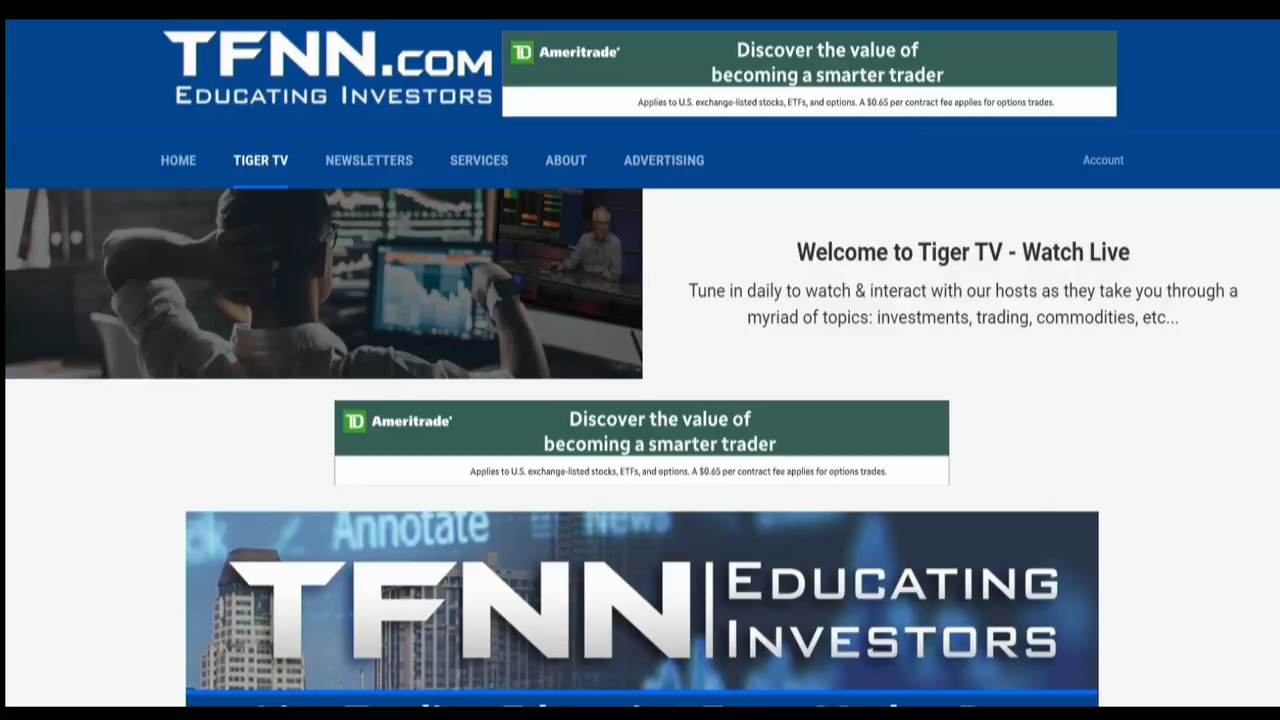 TFNN.COM
EDUCATING INVESTORS
TD Ameritrade
Discover the value of
becoming a smarter trader
Applies to U.S. exchange-listed stocks, ETFs, and options. A $0.65 per contract fee applies for options trades.
HOME TIGER TV NEWSLETTERS SERVICES ABOUT ADVERTISING Account
Welcome to Tiger TV - Watch Live
Tune in daily to watch & interact with our hosts as they take you through a
myriad of topics: investments, trading, commodities, etc...
TD Ameritrade
Discover the value of
becoming a smarter trader
Applies to U.S. exchange-listed stocks, ETFs, and options. A $0.65 per contract fee applies for options trades.
Annotate News
TFNN EDUCATING
INVESTORS